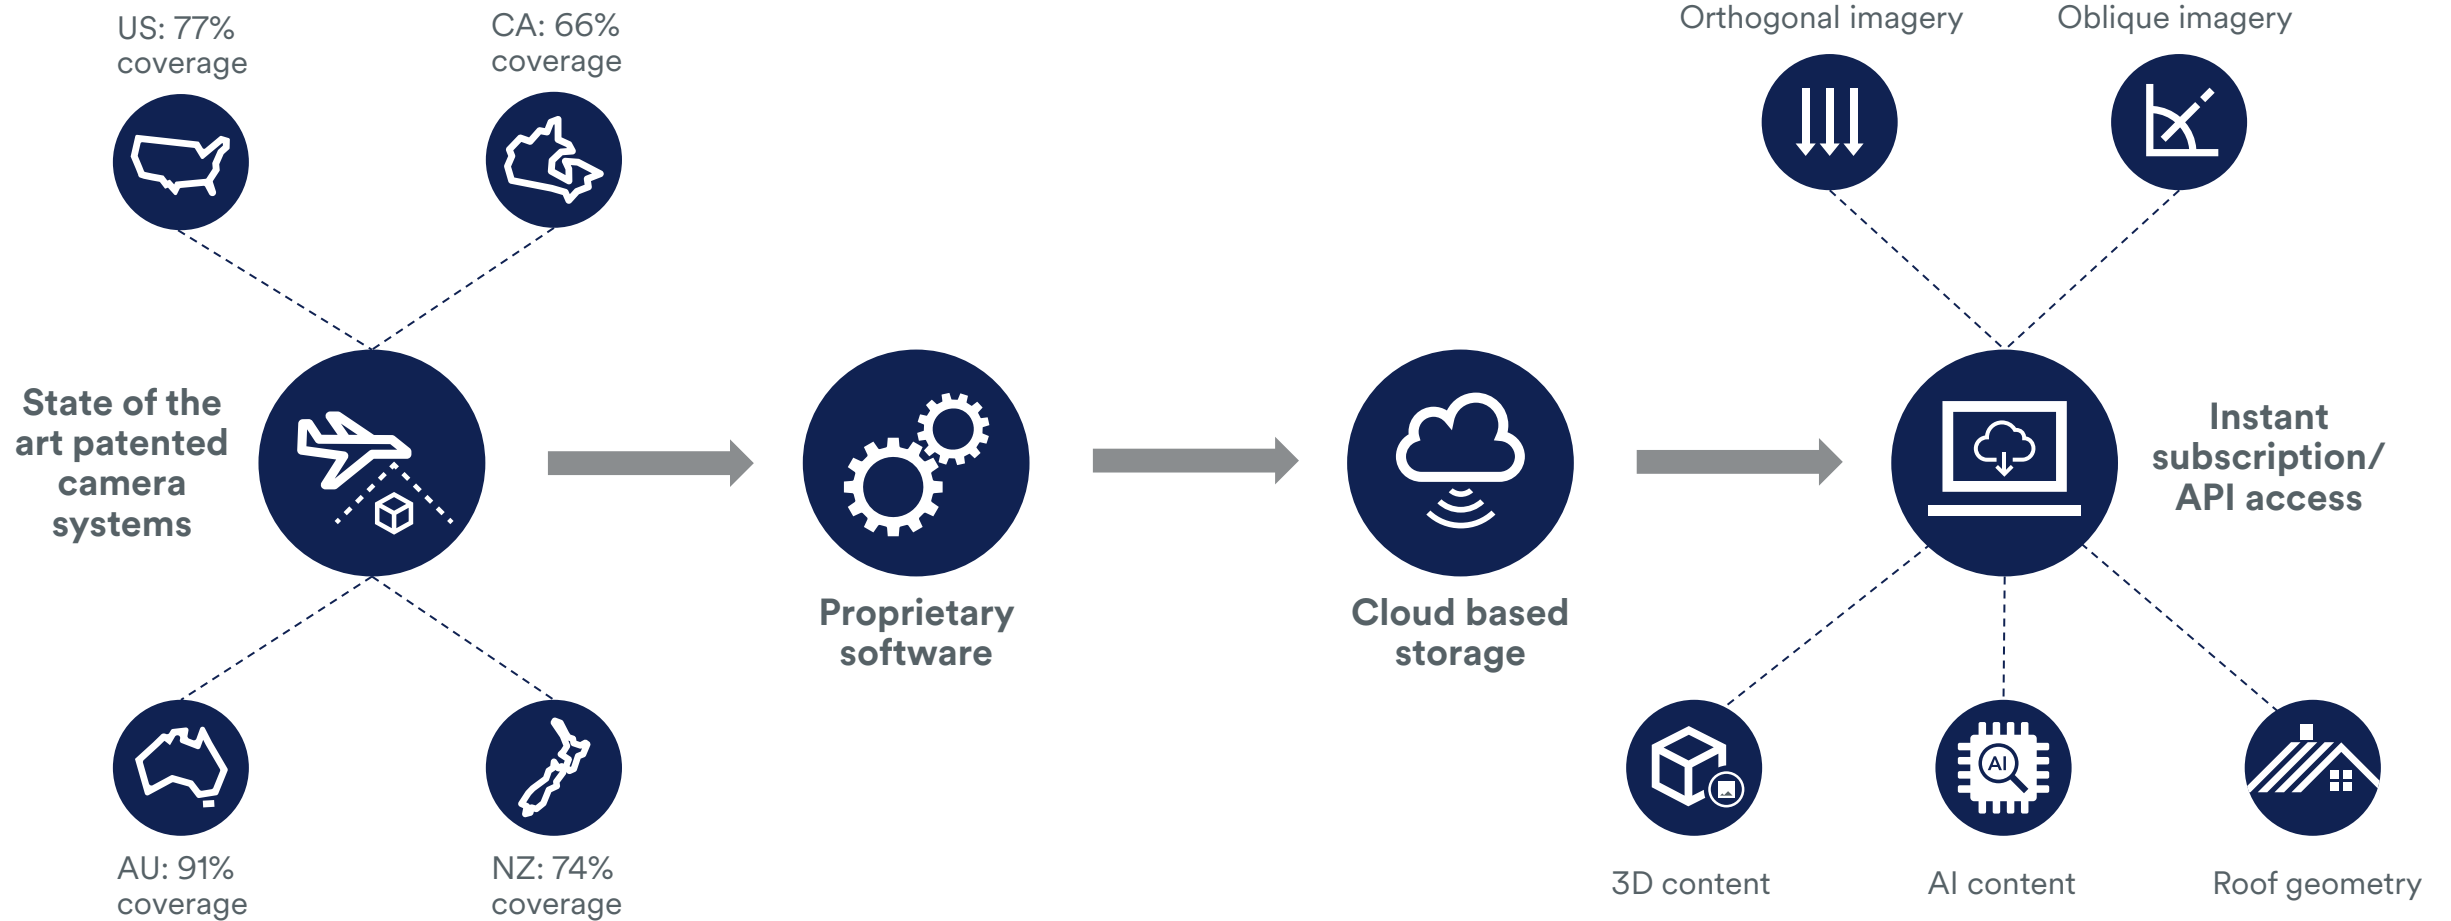 US: 77%
coverage
CA: 66%
coverage
Orthogonal imagery
Oblique imagery
State of the
art patented
camera
systems
Proprietary
software
Cloud based
storage
Instant
subscription/
API access
AU: 91%
coverage
NZ: 74%
coverage
3D content
AI
AI content
Roof geometry